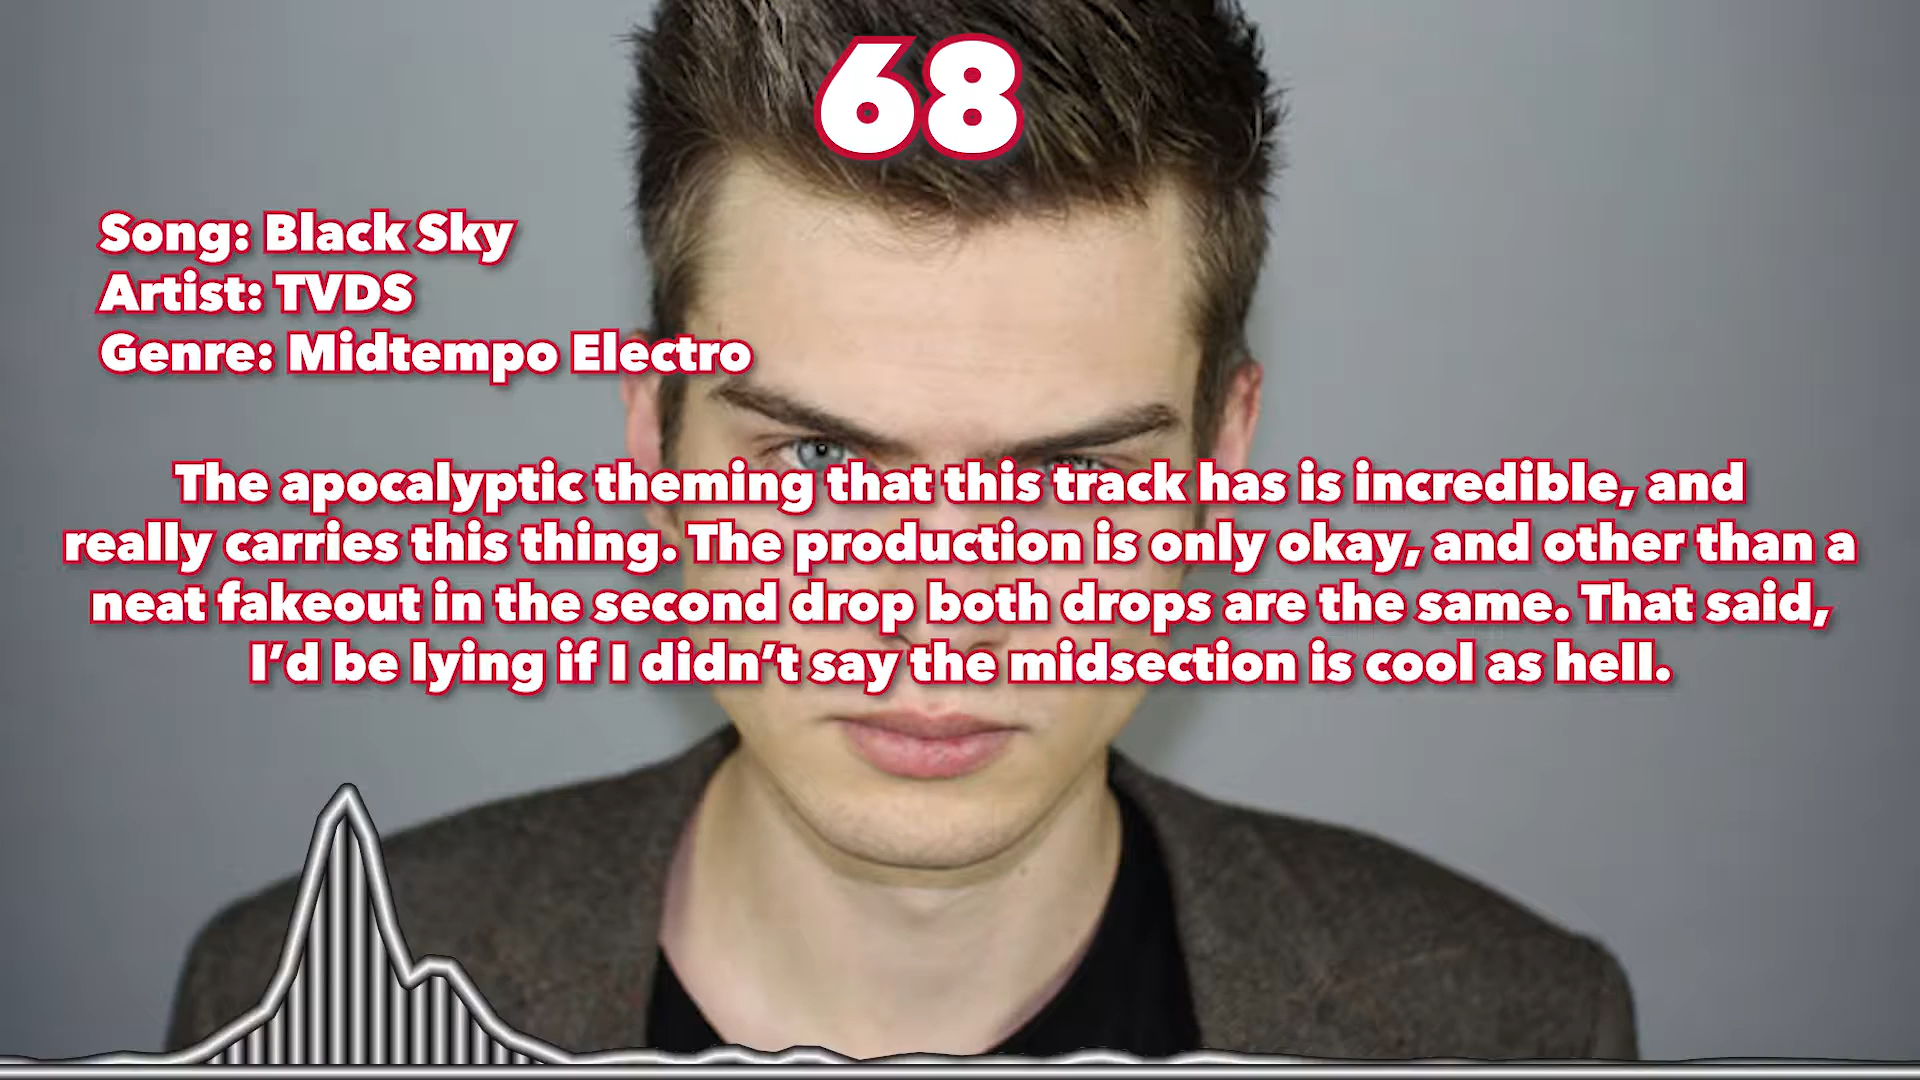 68
Song: Black Sky
Artist: TVDS
Genre: Midtempo Electro
The apocalyptic theming that this track has is incredible, and
really carries this thing. The production is only okay, and other than a
neat fakeout in the second drop both drops are the same. That said,
I’d be lying if I didn’t say the midsection is cool as hell.